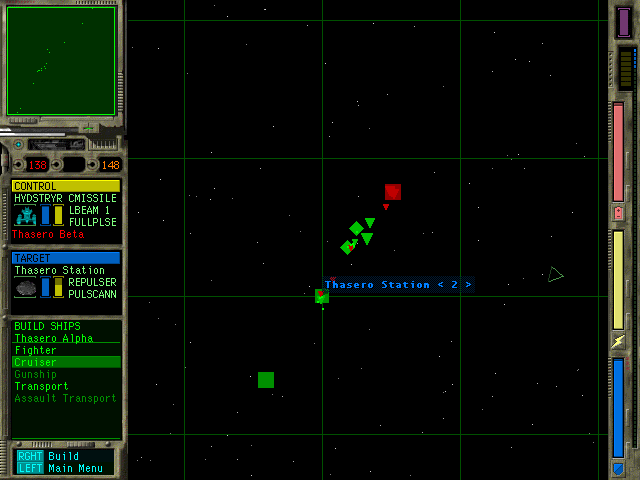 138 148
CONTROL
HVDSTRYR CMISSILE
LBEAM 1
FULLPLSE
Thasero Beta
TARGET
Thasero Station
REPULSER
PULSCANN
BUILD SHIPS
Thasero Alpha
Fighter
Cruiser
Gunship
Transport
Assault Transport
RGHT Build
LEFT Main Menu
Thasero Station < 2 >